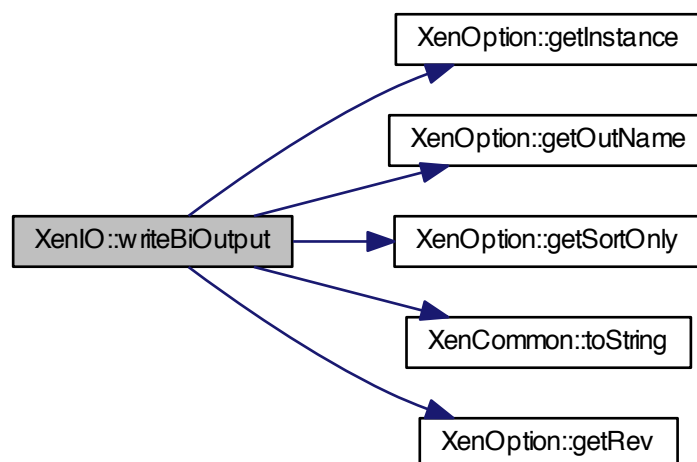 XenOption::getInstance
XenOption::getOutName
XenIO::writeBiOutput
XenOption::getSortOnly
XenCommon::toString
XenOption::getRev